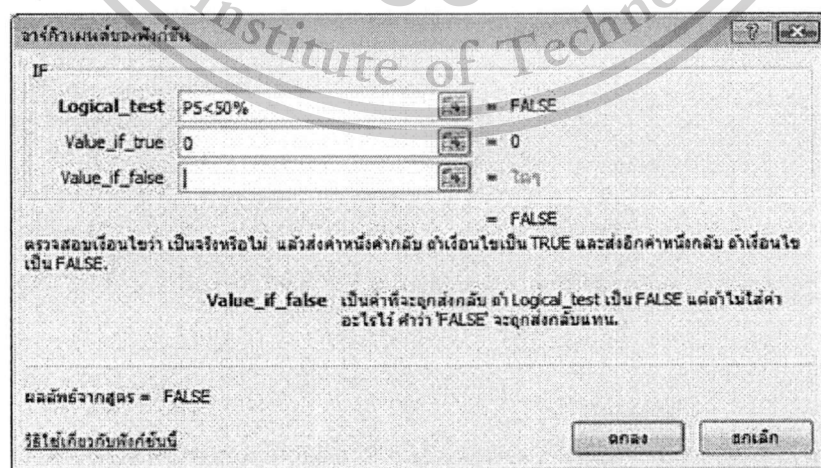 Institute of Techno
อาร์กิวเมนต์ของฟังก์ชัน
IF
Logical_test P5<50% = FALSE
Value_if_true 0 = 0
Value_if_false = ใดๆ
= FALSE
ตรวจสอบเงื่อนไขว่า เป็นจริงหรือไม่ แล้วส่งค่าหนึ่งค่ากลับ ถ้าเงื่อนไขเป็น TRUE และส่งอีกค่าหนึ่งกลับ ถ้าเงื่อนไข
เป็น FALSE.
Value_if_false เป็นค่าที่จะถูกส่งกลับ ถ้า Logical_test เป็น FALSE แต่ถ้าไม่ใส่ค่า
อะไรไว้ คำว่า 'FALSE' จะถูกส่งกลับแทน.
ผลลัพธ์จากสูตร = FALSE
วิธีใช้เกี่ยวกับฟังก์ชันนี้
ตกลง ยกเลิก